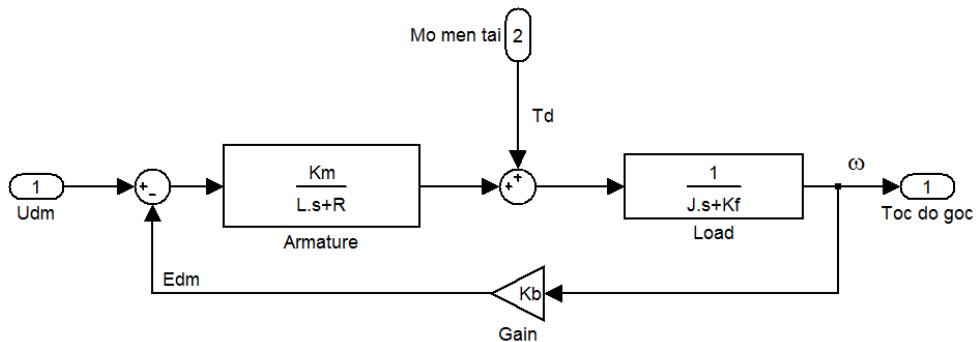 Mo men tai
2
Td
1
Udm
+
-
Km
L.s+R
Armature
+
+
1
J.s+Kf
Load
ω
1
Toc do goc
Edm
Kb
Gain